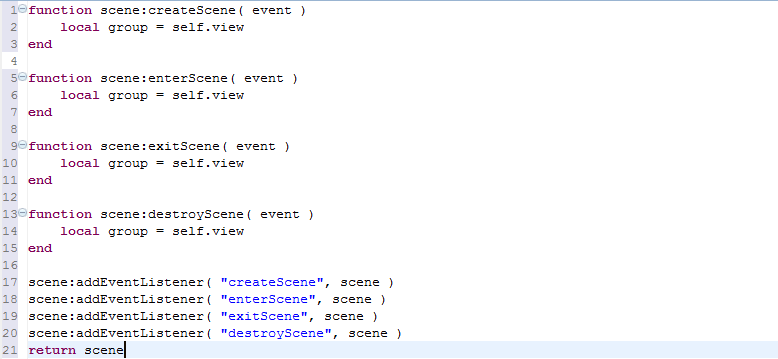 1 function scene:createScene( event )
2     local group = self.view
3 end
4
5 function scene:enterScene( event )
6     local group = self.view
7 end
8
9 function scene:exitScene( event )
10     local group = self.view
11 end
12
13 function scene:destroyScene( event )
14     local group = self.view
15 end
16
17 scene:addEventListener( "createScene", scene )
18 scene:addEventListener( "enterScene", scene )
19 scene:addEventListener( "exitScene", scene )
20 scene:addEventListener( "destroyScene", scene )
21 return scene